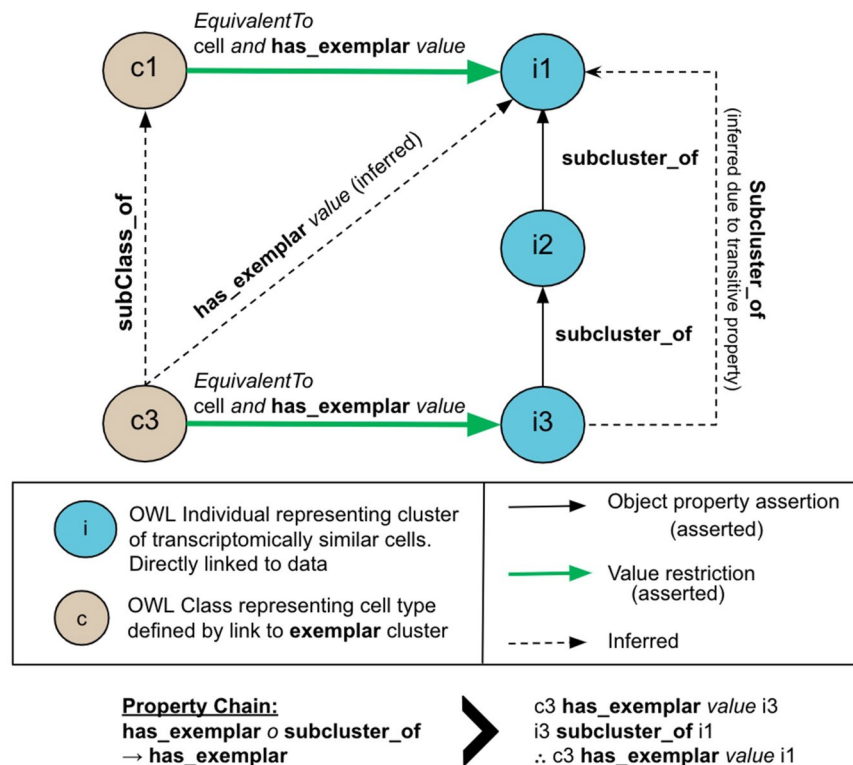 EquivalentTo
cell and has_exemplar value
c1
i1
subClass_of
has_exemplar value (inferred)
subcluster_of
i2
subcluster_of
Subcluster_of
(inferred due to transitive property)
EquivalentTo
cell and has_exemplar value
c3
i3
i
OWL Individual representing cluster
of transcriptomically similar cells.
Directly linked to data
c
OWL Class representing cell type
defined by link to exemplar cluster
Object property assertion
(asserted)
Value restriction
(asserted)
Inferred
Property Chain:
has_exemplar o subcluster_of
→ has_exemplar
c3 has_exemplar value i3
i3 subcluster_of i1
∴ c3 has_exemplar value i1